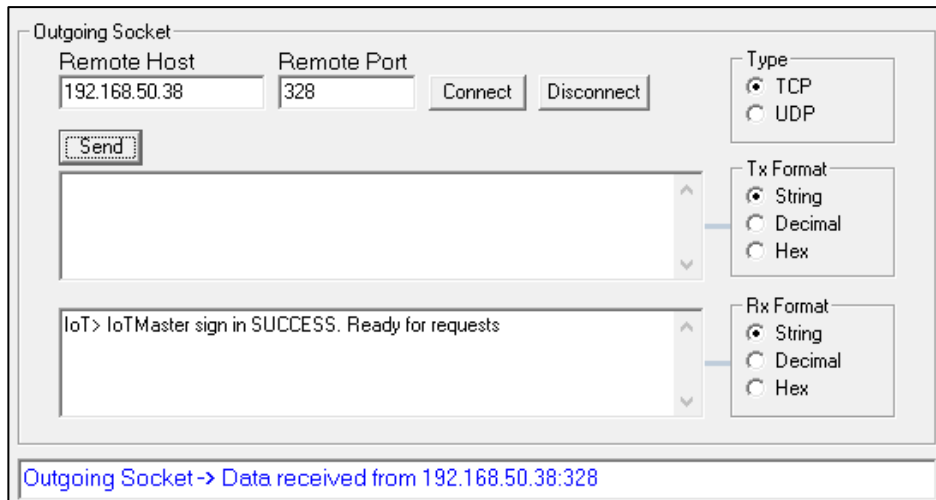 Outgoing Socket
Remote Host
Remote Port
192.168.50.38
328
Connect
Disconnect
Type
TCP
UDP
Send
Tx Format
String
Decimal
Hex
IoT> IoTMaster sign in SUCCESS. Ready for requests
Rx Format
String
Decimal
Hex
Outgoing Socket -> Data received from 192.168.50.38:328